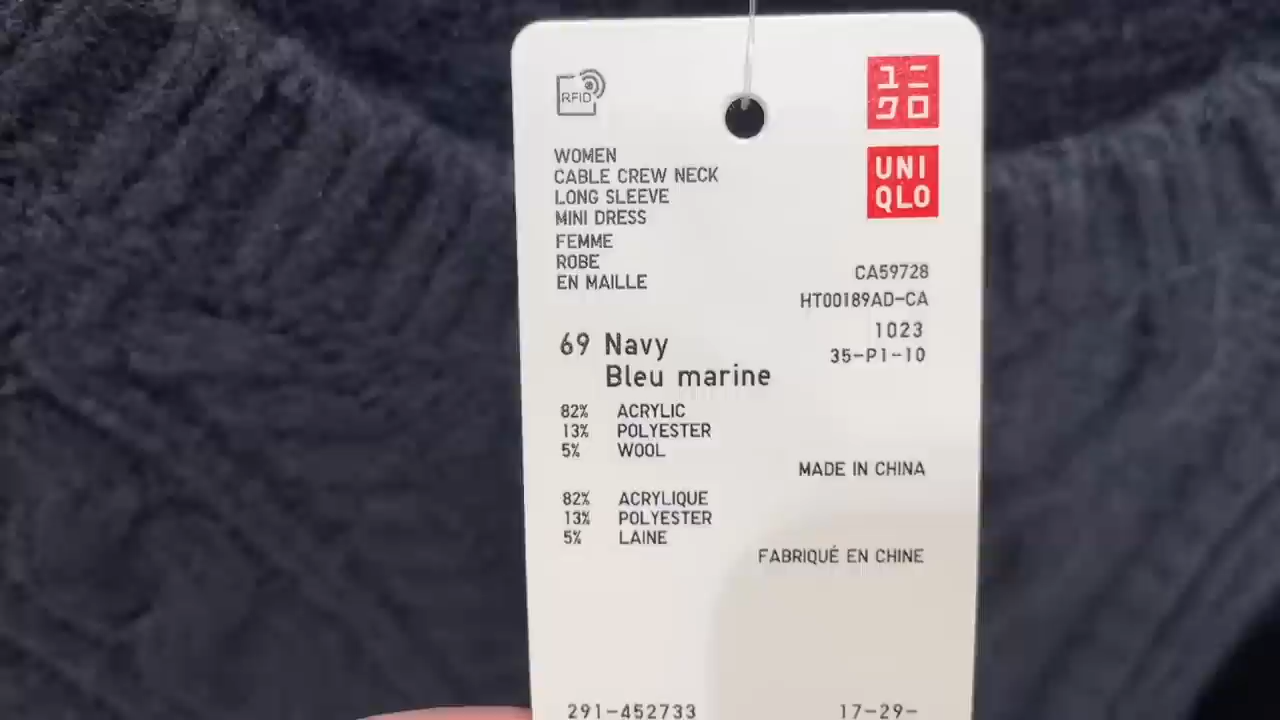 RFID
ユニ
クロ
UNI
QLO
WOMEN
CABLE CREW NECK
LONG SLEEVE
MINI DRESS
FEMME
ROBE
EN MAILLE
CA59728
HT00189AD-CA
1023
35-P1-10
69 Navy
Bleu marine
82% ACRYLIC
13% POLYESTER
5% WOOL
MADE IN CHINA
82% ACRYLIQUE
13% POLYESTER
5% LAINE
FABRIQUÉ EN CHINE
291-452733
17-29-